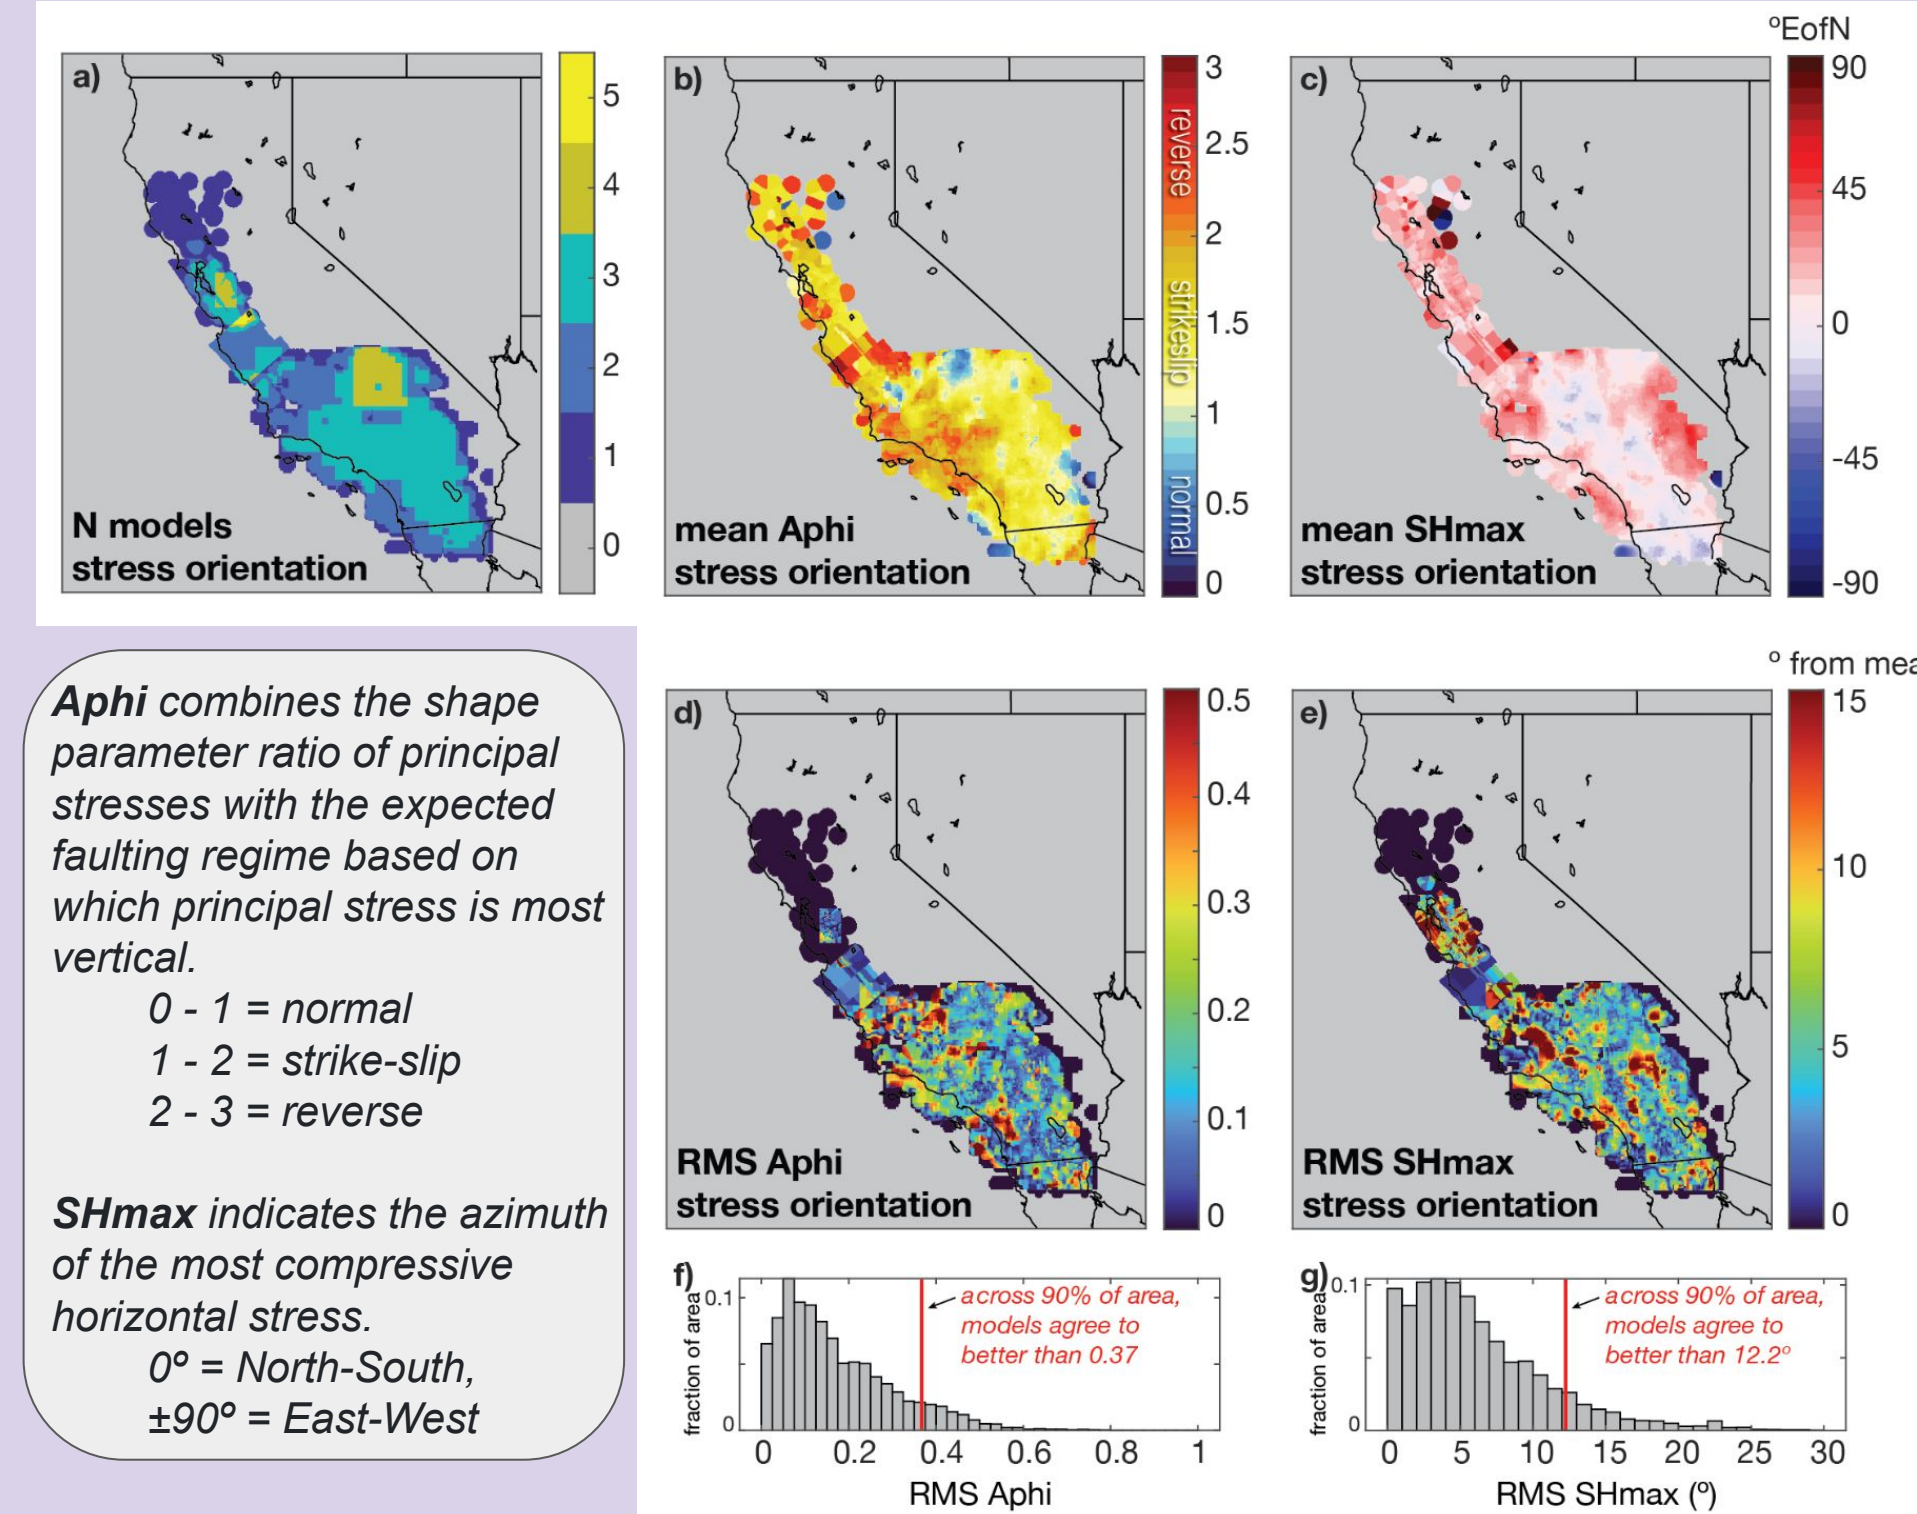 a)
5
4
3
2
1
0
N models
stress orientation
b)
3
2.5
2
1.5
1
0.5
0
reverse
strikeslip
normal
mean Aphi
stress orientation
ºEofN
c)
90
45
0
-45
-90
mean SHmax
stress orientation
Aphi combines the shape
parameter ratio of principal
stresses with the expected
faulting regime based on
which principal stress is most
vertical.
0 - 1 = normal
1 - 2 = strike-slip
2 - 3 = reverse
SHmax indicates the azimuth
of the most compressive
horizontal stress.
0º = North-South,
±90º = East-West
d)
0.5
0.4
0.3
0.2
0.1
0
RMS Aphi
stress orientation
º from mea
e)
15
10
5
0
RMS SHmax
stress orientation
f)
fraction of area
0.1
0
across 90% of area,
models agree to
better than 0.37
0 0.2 0.4 0.6 0.8 1
RMS Aphi
g)
fraction of area
0.1
0
across 90% of area,
models agree to
better than 12.2º
0 5 10 15 20 25 30
RMS SHmax (º)